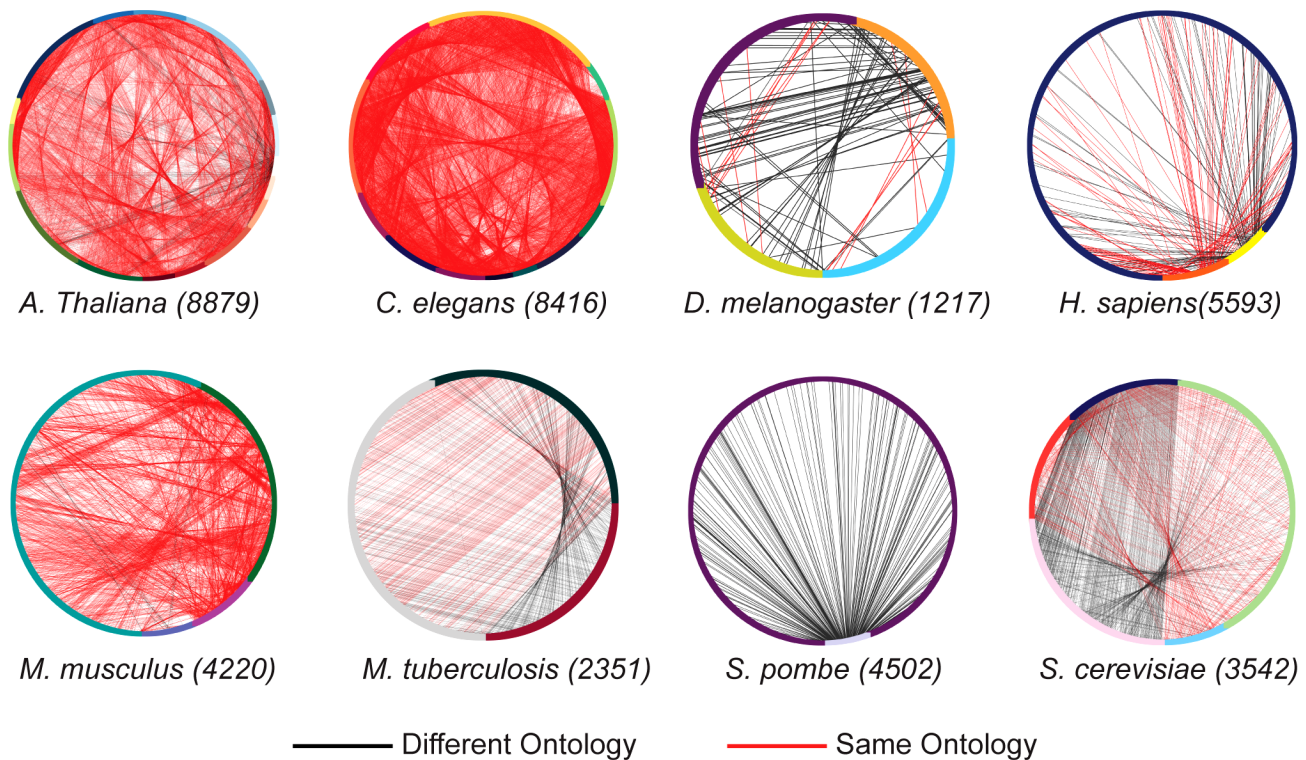 A. Thaliana (8879)
C. elegans (8416)
D. melanogaster (1217)
H. sapiens(5593)
M. musculus (4220)
M. tuberculosis (2351)
S. pombe (4502)
S. cerevisiae (3542)
Different Ontology
Same Ontology